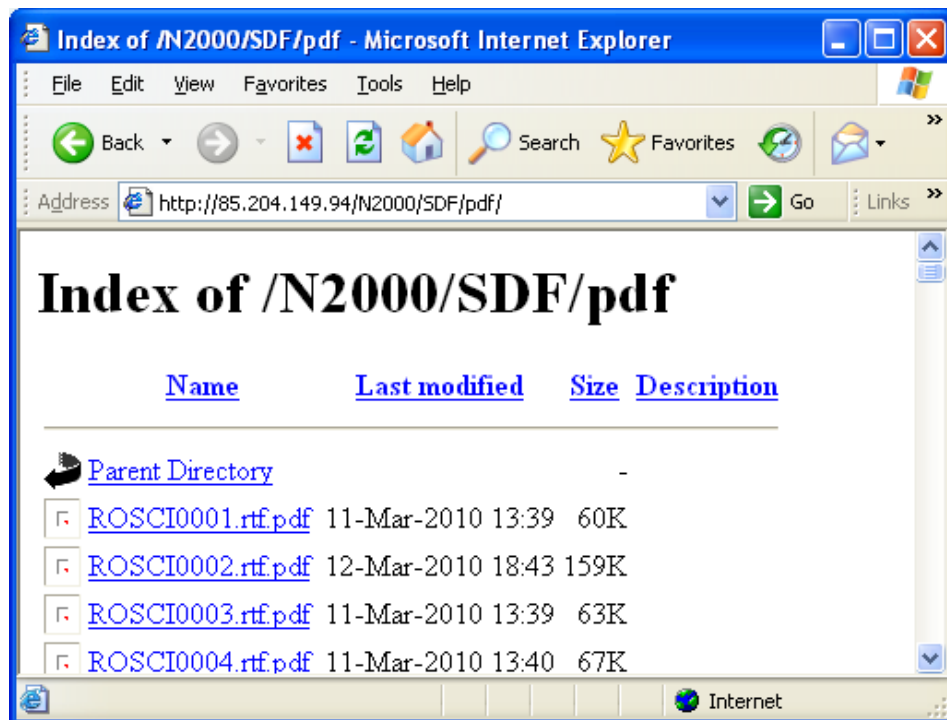 Index of /N2000/SDF/pdf - Microsoft Internet Explorer
File Edit View Favorites Tools Help
Back Search Favorites »
Address http://85.204.149.94/N2000/SDF/pdf/ Go Links »
Index of /N2000/SDF/pdf
Name Last modified Size Description
Parent Directory -
ROSCI0001.rtf.pdf 11-Mar-2010 13:39 60K
ROSCI0002.rtf.pdf 12-Mar-2010 18:43 159K
ROSCI0003.rtf.pdf 11-Mar-2010 13:39 63K
ROSCI0004.rtf.pdf 11-Mar-2010 13:40 67K
Internet